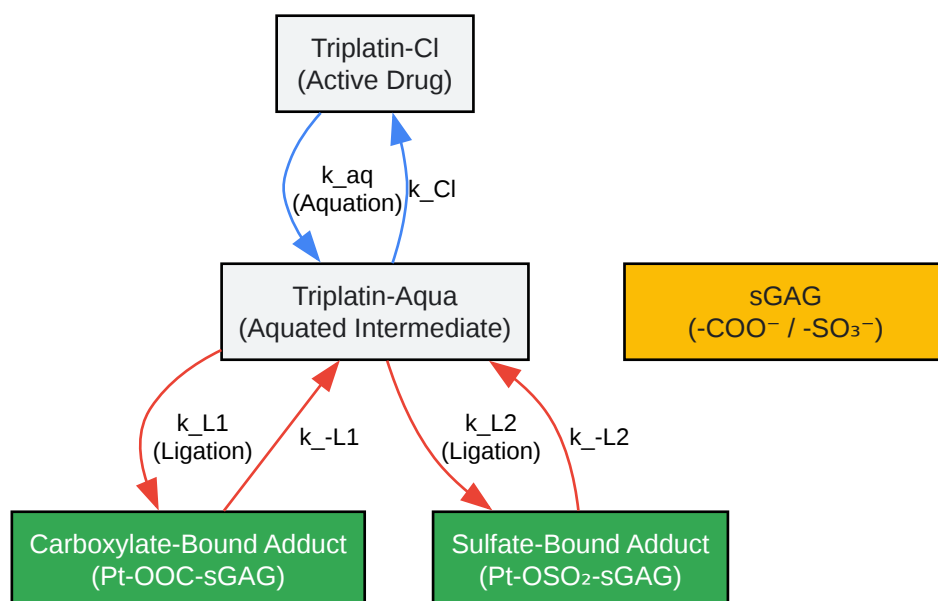 Triplatin-Cl
(Active Drug)
k_aq
(Aquation)
k_Cl
Triplatin-Aqua
(Aquated Intermediate)
sGAG
(-COO⁻ / -SO₃⁻)
k_L1
(Ligation)
k_-L1
k_L2
(Ligation)
k_-L2
Carboxylate-Bound Adduct
(Pt-OOC-sGAG)
Sulfate-Bound Adduct
(Pt-OSO₂-sGAG)